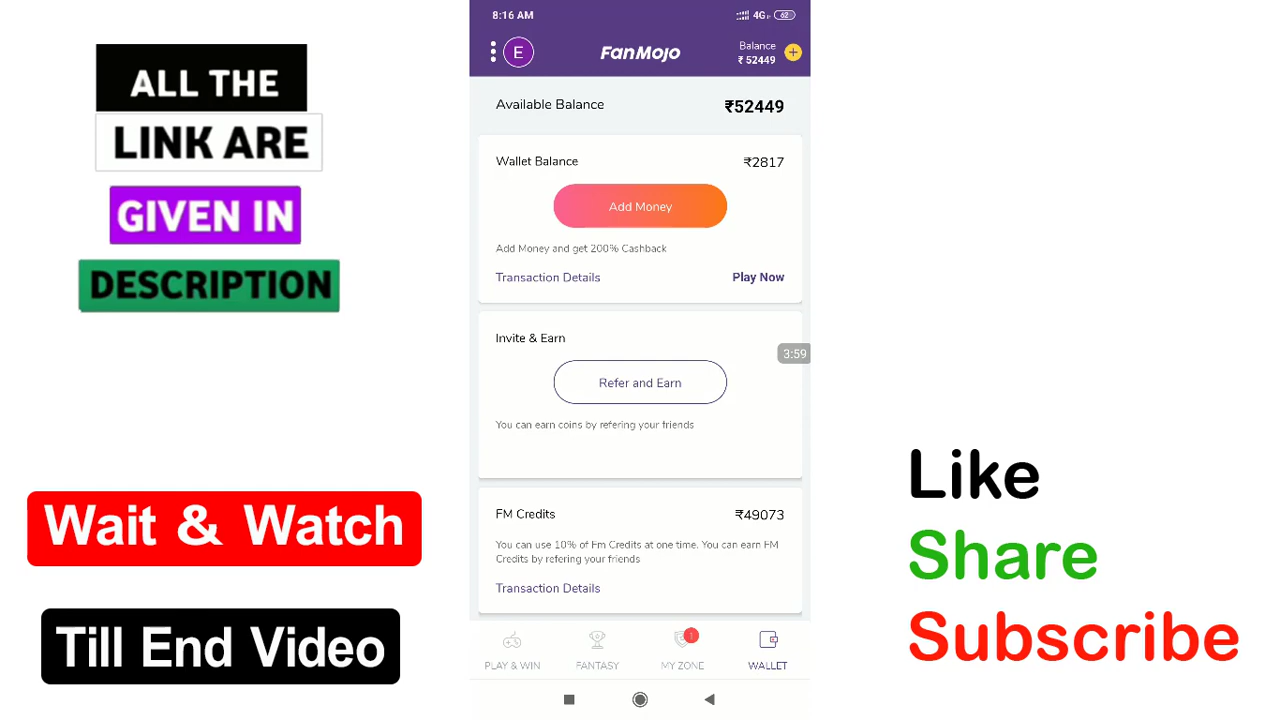 ALL THE
LINK ARE
GIVEN IN
DESCRIPTION
Wait & Watch
Till End Video
8:16 AM
4G
62
E
FanMojo
Balance
₹ 52449
Available Balance
₹52449
Wallet Balance
₹2817
Add Money
Add Money and get 200% Cashback
Transaction Details
Play Now
Invite & Earn
3:59
Refer and Earn
You can earn coins by refering your friends
FM Credits
₹49073
You can use 10% of Fm Credits at one time. You can earn FM
Credits by refering your friends
Transaction Details
1
PLAY & WIN
FANTASY
MY ZONE
WALLET
Like
Share
Subscribe